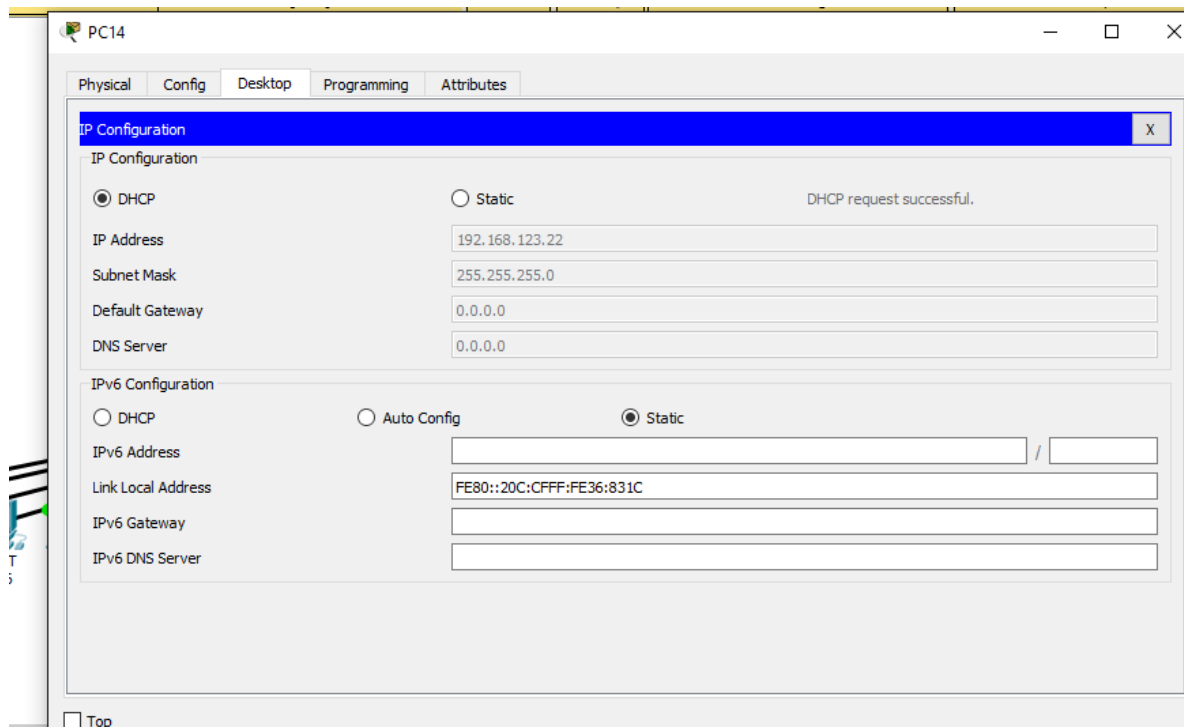 PC14
Physical Config Desktop Programming Attributes
IP Configuration X
IP Configuration
DHCP Static DHCP request successful.
IP Address 192.168.123.22
Subnet Mask 255.255.255.0
Default Gateway 0.0.0.0
DNS Server 0.0.0.0
IPv6 Configuration
DHCP Auto Config Static
IPv6 Address /
Link Local Address FE80::20C:CFFF:FE36:831C
IPv6 Gateway
IPv6 DNS Server
T
Top